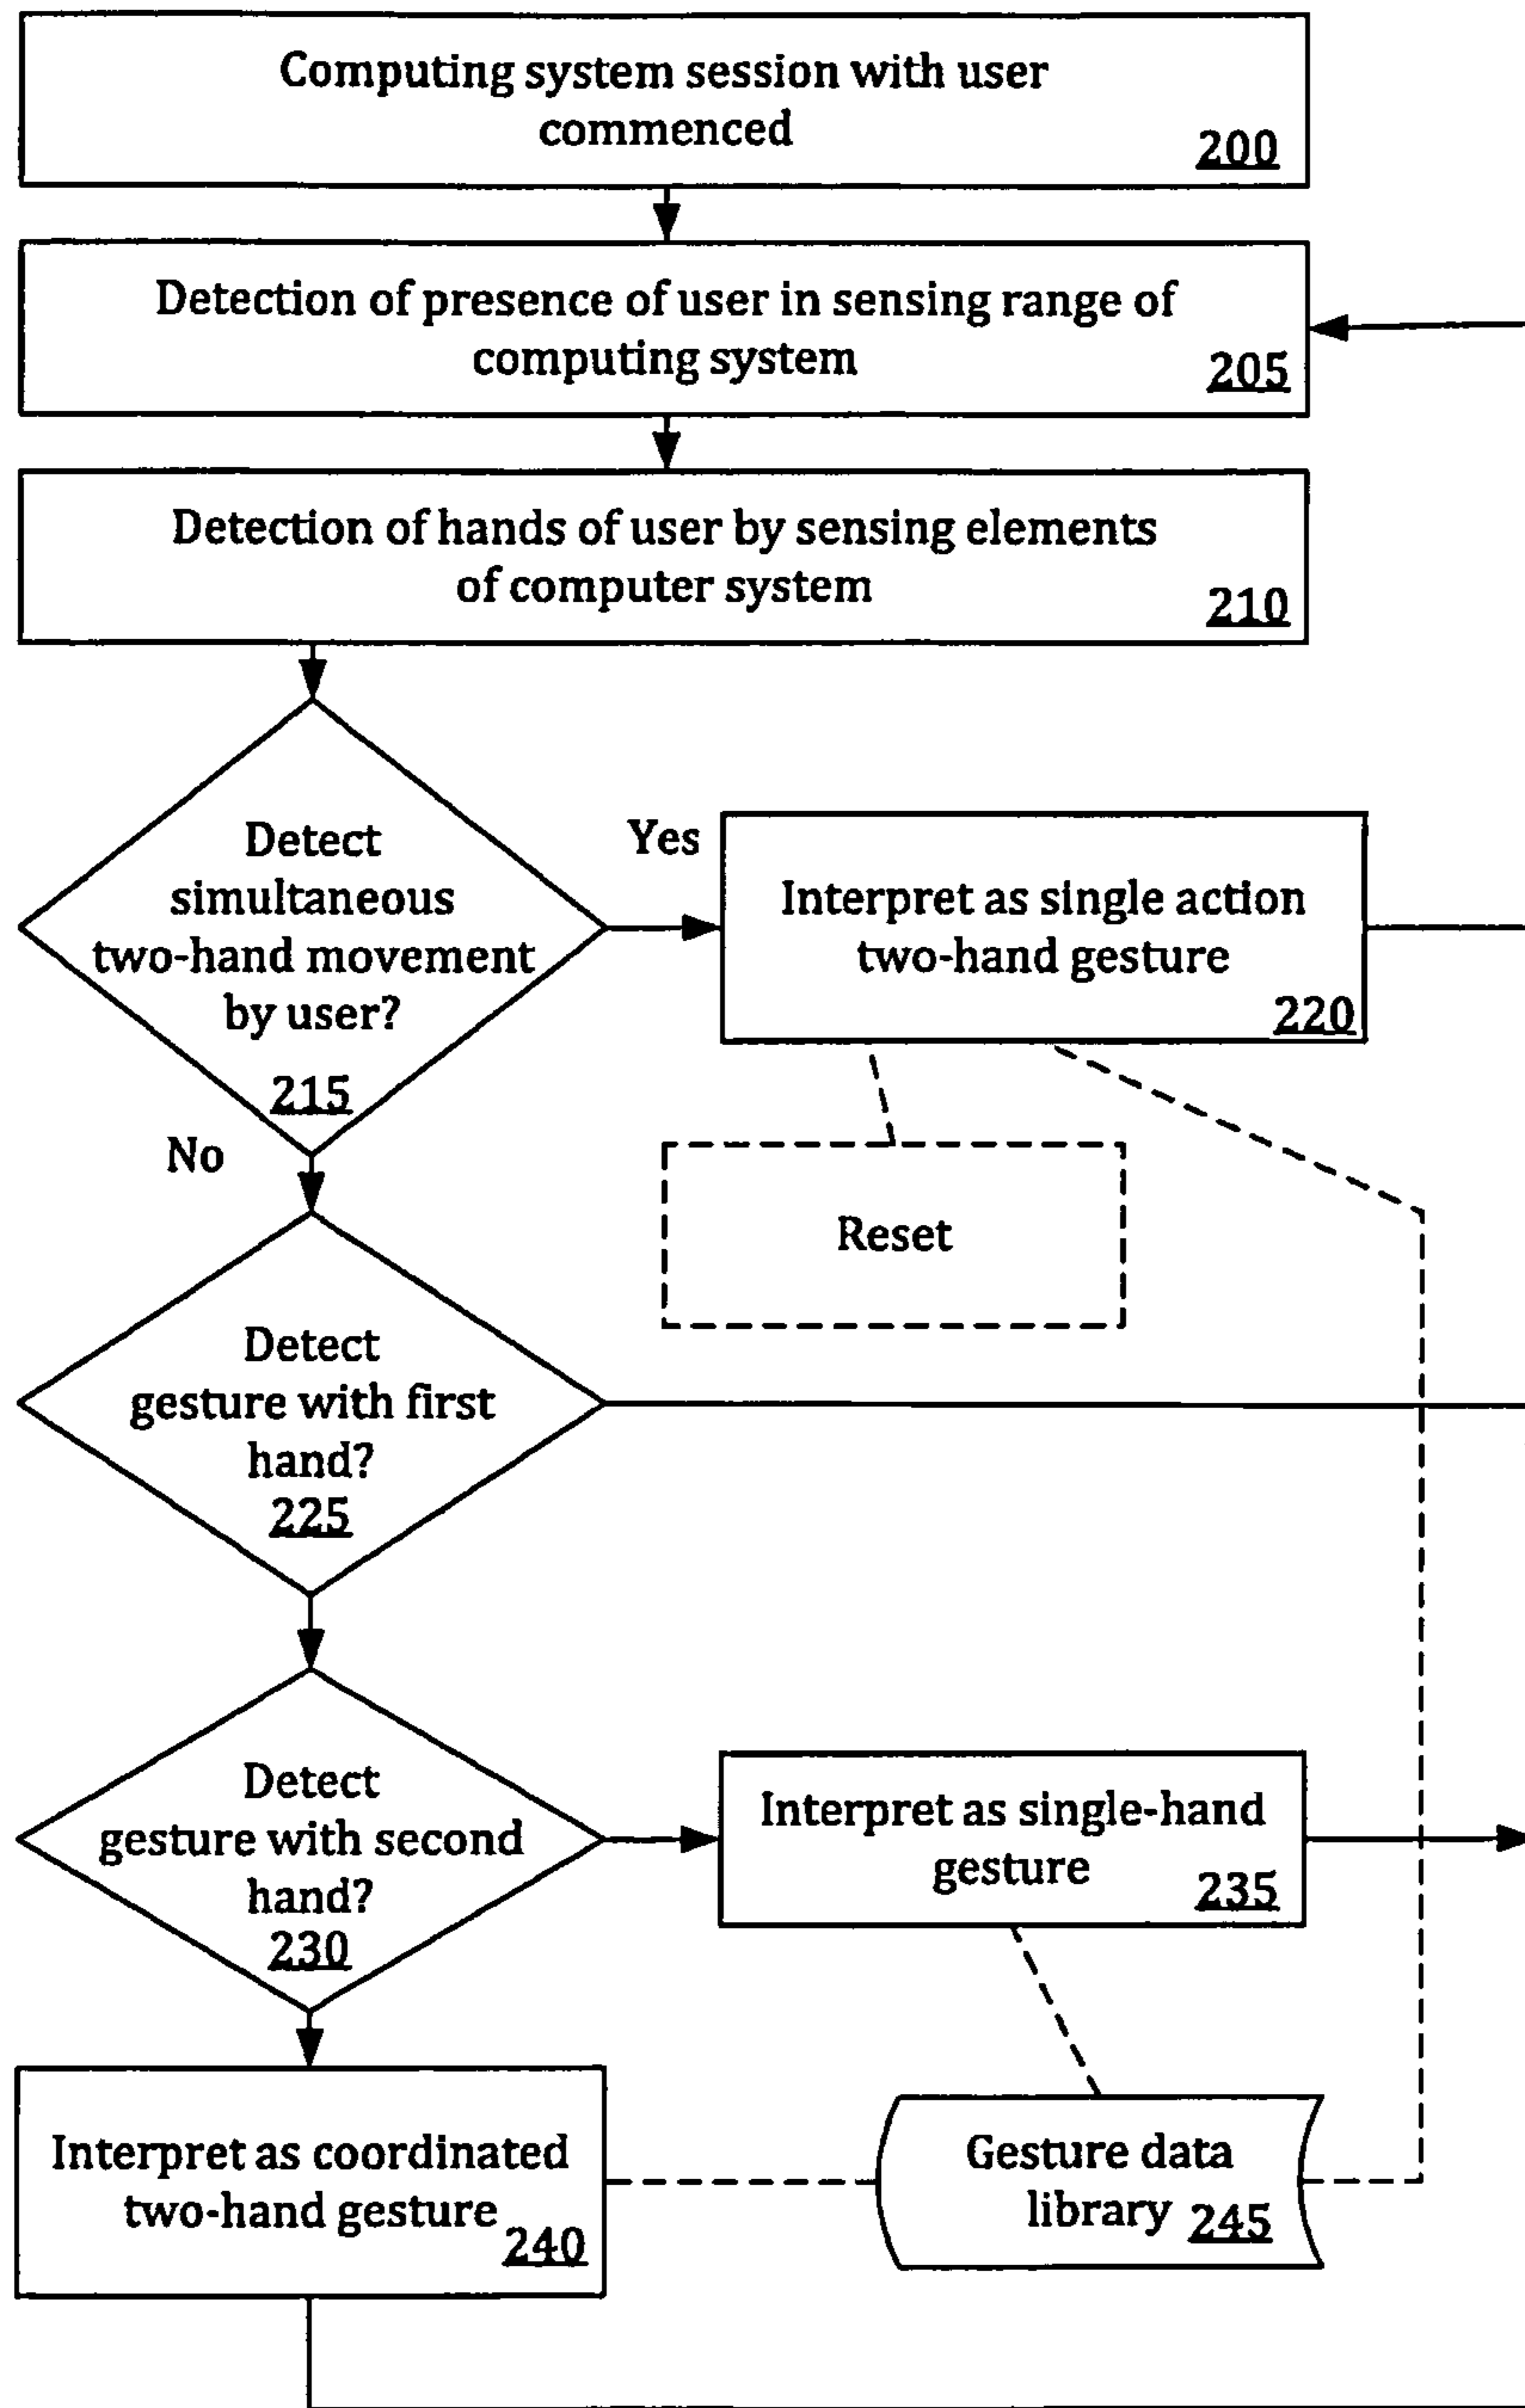 Computing system session with user
commenced
200
Detection of presence of user in sensing range of
computing system
205
Detection of hands of user by sensing elements
of computer system
210
Detect
simultaneous
two-hand movement
by user?
215
Yes
Interpret as single action
two-hand gesture
220
No
Reset
Detect
gesture with first
hand?
225
Detect
gesture with second
hand?
230
Interpret as single-hand
gesture
235
Interpret as coordinated
two-hand gesture
240
Gesture data
library 245